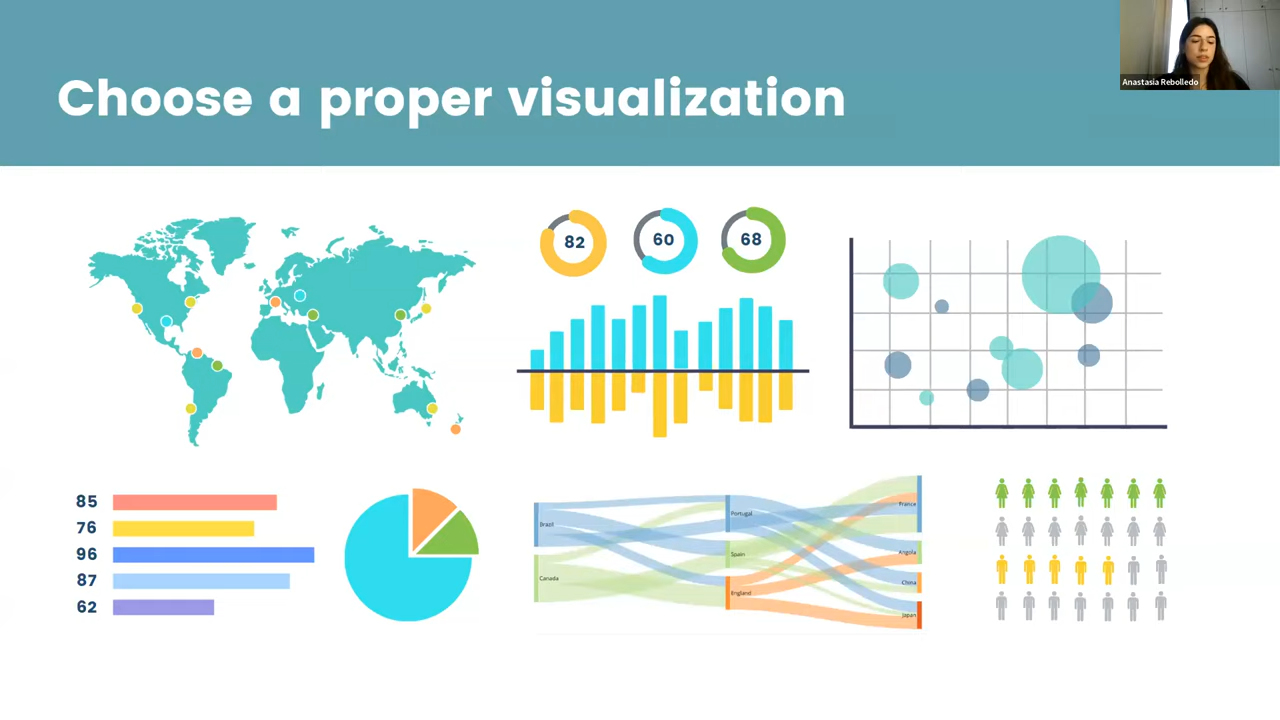 Choose a proper visualization
Anastasia Rebolledo
82
60
68
85
76
96
87
62
Brazil
Canada
Portugal
Spain
England
France
Angola
China
Japan